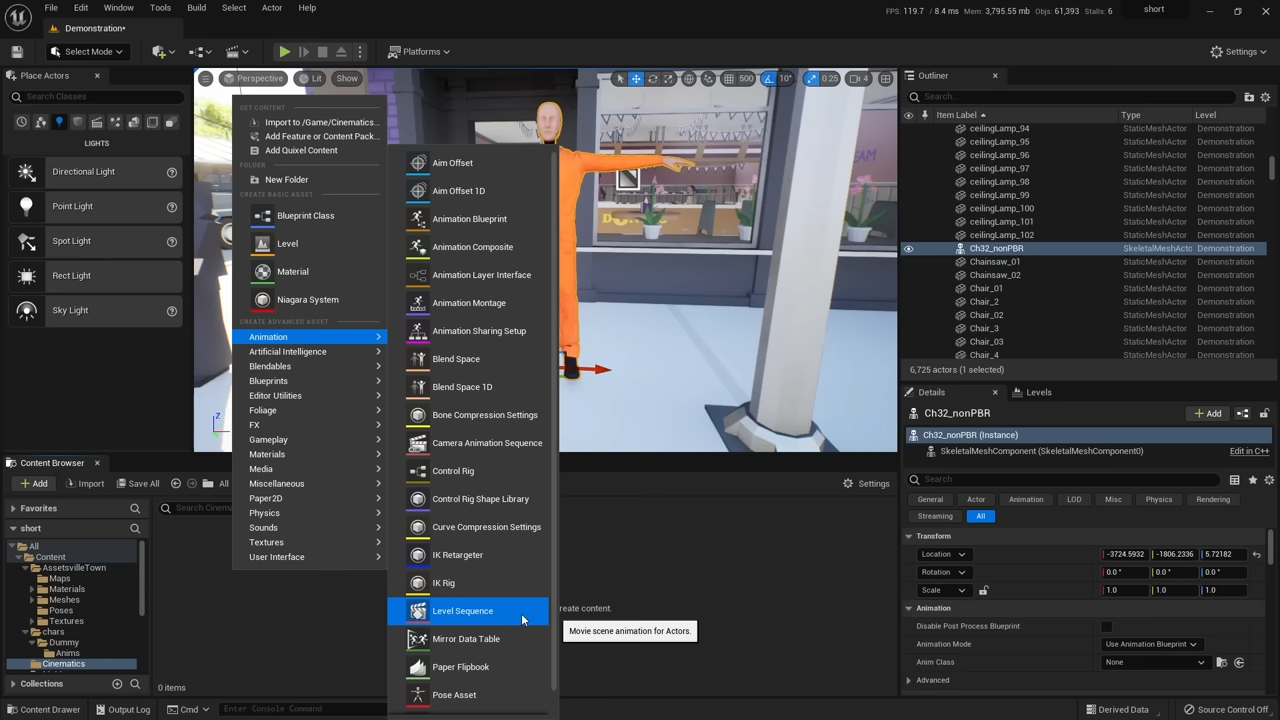 File
Edit
Window
Tools
Build
Select
Actor
Help
FPS: 119.7 / 8.4 ms Mem: 3,795.55 mb Objs: 61,393 Stalls: 6
short
Demonstration*
Select Mode
Platforms
Settings
Place Actors
Search Classes
LIGHTS
Directional Light
Point Light
Spot Light
Rect Light
Sky Light
Perspective
Lit
Show
500
10°
0.25
4
GET CONTENT
Import to /Game/Cinematics...
Add Feature or Content Pack...
Add Quixel Content
FOLDER
New Folder
CREATE BASIC ASSET
Blueprint Class
Level
Material
Niagara System
CREATE ADVANCED ASSET
Animation
Artificial Intelligence
Blendables
Blueprints
Editor Utilities
Foliage
FX
Gameplay
Materials
Media
Miscellaneous
Paper2D
Physics
Sounds
Textures
User Interface
Aim Offset
Aim Offset 1D
Animation Blueprint
Animation Composite
Animation Layer Interface
Animation Montage
Animation Sharing Setup
Blend Space
Blend Space 1D
Bone Compression Settings
Camera Animation Sequence
Control Rig
Control Rig Shape Library
Curve Compression Settings
IK Retargeter
IK Rig
Level Sequence
Mirror Data Table
Paper Flipbook
Pose Asset
Movie scene animation for Actors.
reate content.
Outliner
Search...
Item Label
Type
Level
ceilingLamp_94 StaticMeshActor Demonstration
ceilingLamp_95 StaticMeshActor Demonstration
ceilingLamp_96 StaticMeshActor Demonstration
ceilingLamp_97 StaticMeshActor Demonstration
ceilingLamp_98 StaticMeshActor Demonstration
ceilingLamp_99 StaticMeshActor Demonstration
ceilingLamp_100 StaticMeshActor Demonstration
ceilingLamp_101 StaticMeshActor Demonstration
ceilingLamp_102 StaticMeshActor Demonstration
Ch32_nonPBR SkeletalMeshActo Demonstration
Chainsaw_01 StaticMeshActor Demonstration
Chainsaw_02 StaticMeshActor Demonstration
Chair_01 StaticMeshActor Demonstration
Chair_2 StaticMeshActor Demonstration
Chair_02 StaticMeshActor Demonstration
Chair_3 StaticMeshActor Demonstration
Chair_03 StaticMeshActor Demonstration
Chair_4 StaticMeshActor Demonstration
6,725 actors (1 selected)
Details
Levels
Ch32_nonPBR
Add
Ch32_nonPBR (Instance)
SkeletalMeshComponent (SkeletalMeshComponent0)
Edit in C++
Search
General
Actor
Animation
LOD
Misc
Physics
Rendering
Streaming
All
Transform
Location -3724.5932 -1806.2336 5.72182
Rotation 0.0° 0.0° 0.0°
Scale 1.0 1.0 1.0
Animation
Disable Post Process Blueprint
Animation Mode Use Animation Blueprint
Anim Class None
Advanced
Content Browser
Add
Import
Save All
All
Settings
Favorites
short
Search Cinema
All
Content
AssetsvilleTown
Maps
Materials
Meshes
Poses
Textures
chars
Dummy
Anims
Cinematics
Collections
0 items
Content Drawer
Output Log
Cmd
Enter Console Command
Derived Data
Source Control Off